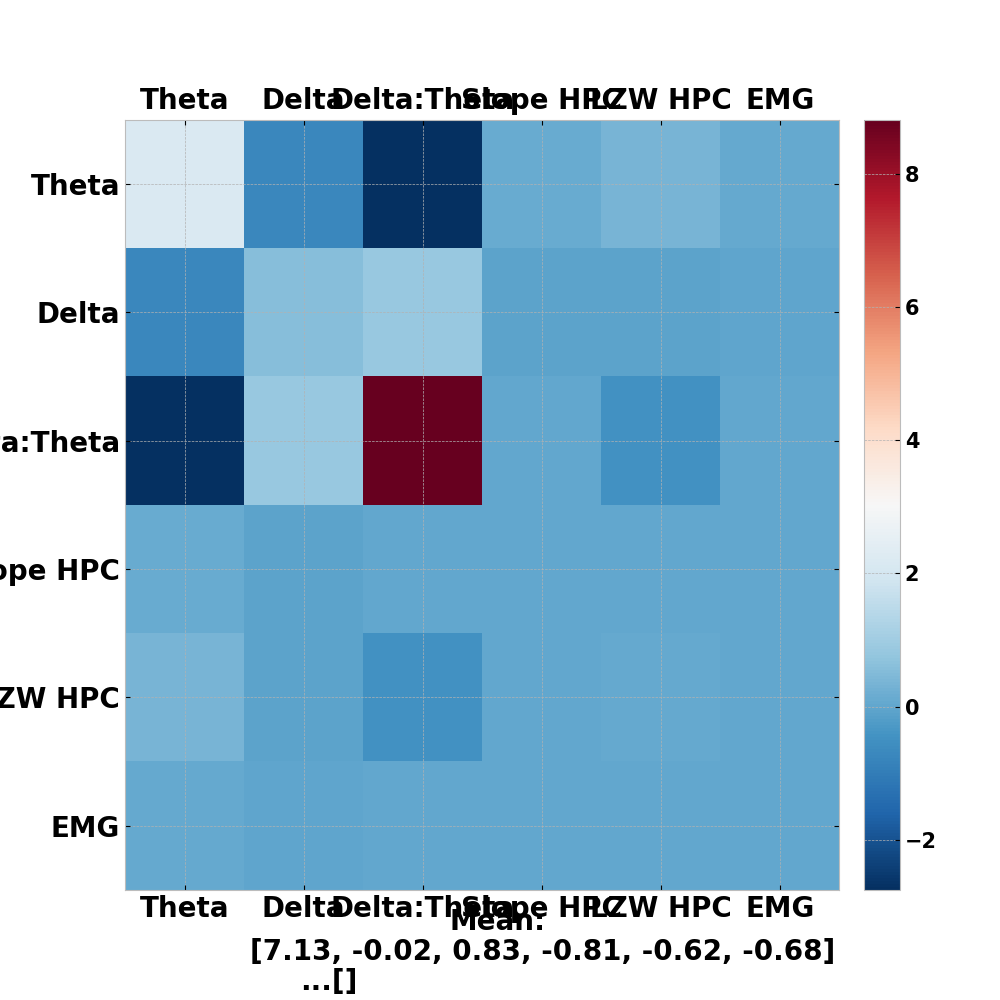 Theta Delta Delta:Theta Slope HPC LZW HPC EMG
Theta
Delta
a:Theta
ope HPC
ZW HPC
EMG
8
6
4
2
0
−2
Theta Delta Delta:Theta Slope HPC LZW HPC EMG
Mean:
[7.13, -0.02, 0.83, -0.81, -0.62, -0.68]
...[]